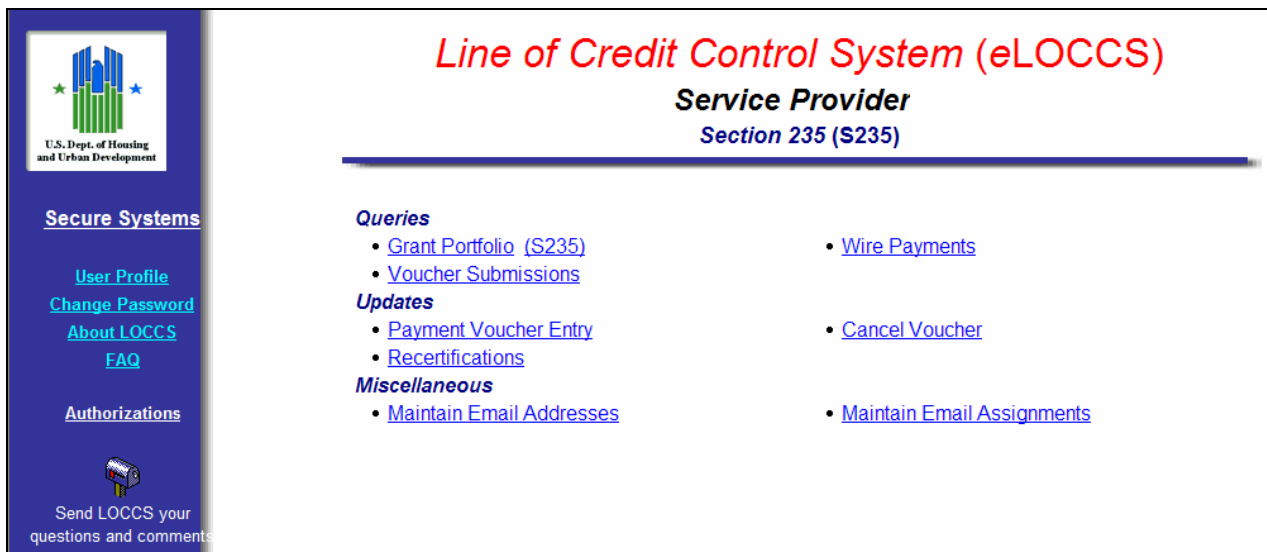 U.S. Dept. of Housing
and Urban Development
Secure Systems
User Profile
Change Password
About LOCCS
FAQ
Authorizations
Send LOCCS your
questions and comments
Line of Credit Control System (eLOCCS)
Service Provider
Section 235 (S235)
Queries
• Grant Portfolio (S235)
• Wire Payments
• Voucher Submissions
Updates
• Payment Voucher Entry
• Cancel Voucher
• Recertifications
Miscellaneous
• Maintain Email Addresses
• Maintain Email Assignments